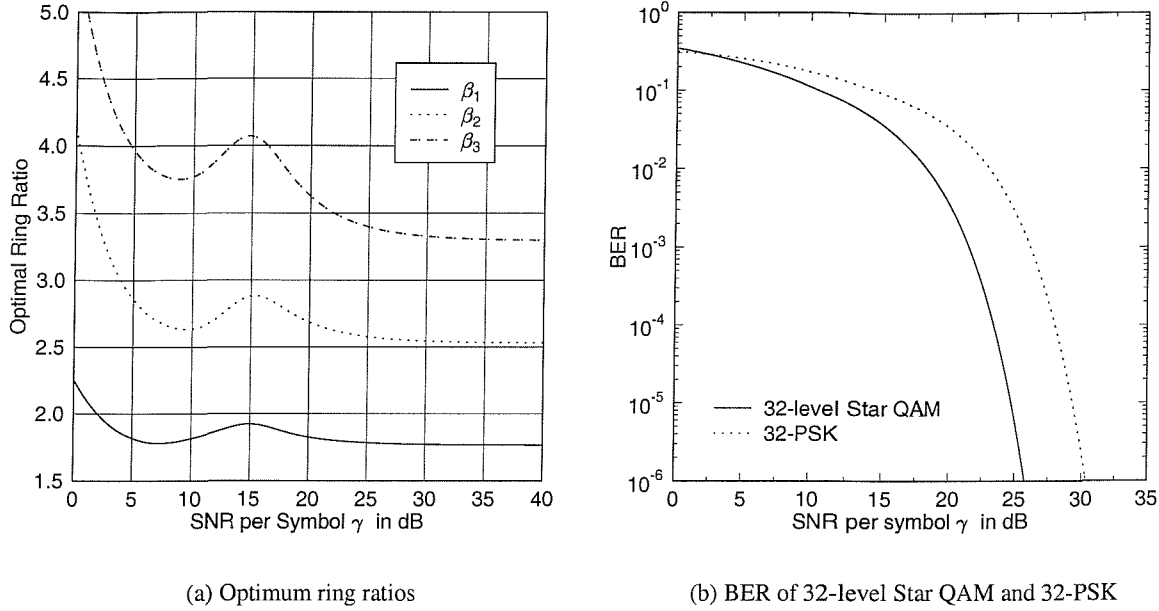 5.0
4.5
4.0
3.5
3.0
2.5
2.0
1.5
Optimal Ring Ratio
β1
β2
β3
0 5 10 15 20 25 30 35 40
SNR per Symbol γ in dB
(a) Optimum ring ratios
10^0
10^-1
10^-2
10^-3
10^-4
10^-5
10^-6
BER
32-level Star QAM
32-PSK
0 5 10 15 20 25 30 35
SNR per symbol γ in dB
(b) BER of 32-level Star QAM and 32-PSK